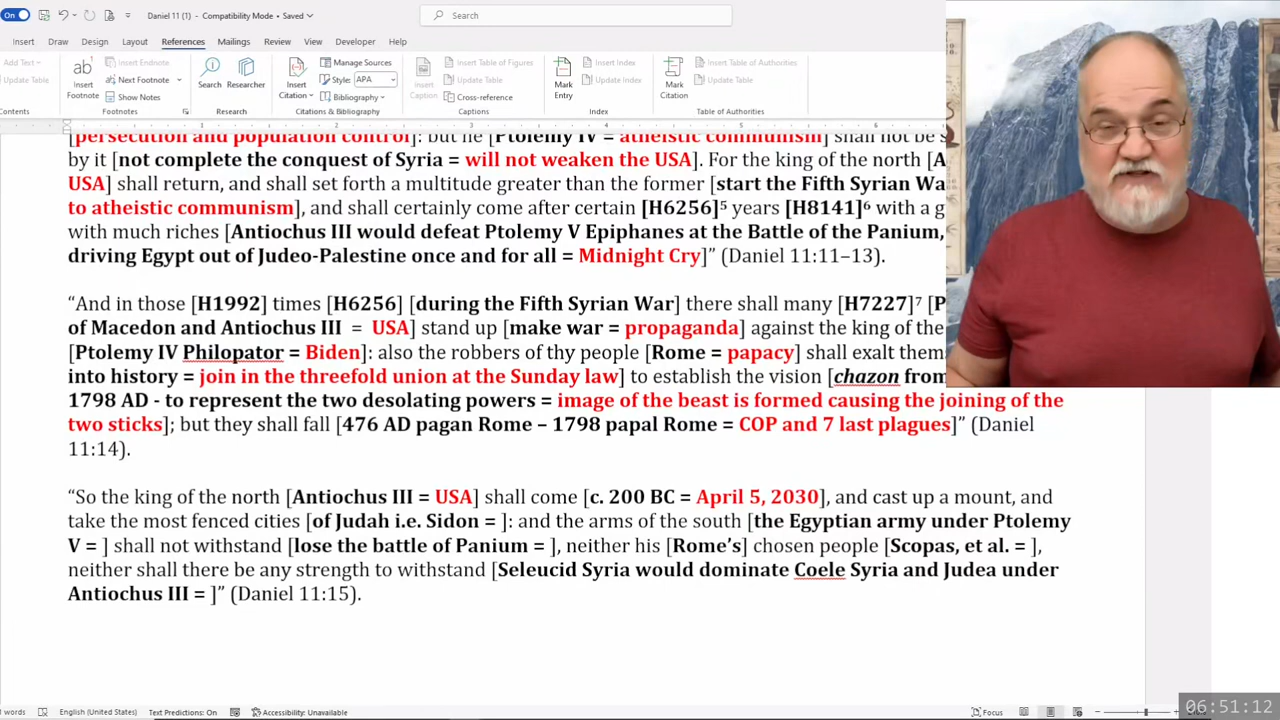 On
Daniel 11 (1) - Compatibility Mode • Saved
Search
Insert Draw Design Layout References Mailings Review View Developer Help
Add Text
Update Table
Contents
ab
Insert Footnote
Insert Endnote
Next Footnote
Show Notes
Footnotes
Search
Researcher
Research
Insert Citation
Manage Sources
Style: APA
Bibliography
Citations & Bibliography
Insert Caption
Insert Table of Figures
Update Table
Cross-reference
Captions
Mark Entry
Insert Index
Update Index
Index
Mark Citation
Insert Table of Authorities
Update Table
Table of Authorities
[persecution and population control]: but he [Ptolemy IV = atheistic communism] shall not be s
by it [not complete the conquest of Syria = will not weaken the USA]. For the king of the north [A
USA] shall return, and shall set forth a multitude greater than the former [start the Fifth Syrian Wa
to atheistic communism], and shall certainly come after certain [H6256]⁵ years [H8141]⁶ with a g
with much riches [Antiochus III would defeat Ptolemy V Epiphanes at the Battle of the Panium,
driving Egypt out of Judeo-Palestine once and for all = Midnight Cry]” (Daniel 11:11–13).
“And in those [H1992] times [H6256] [during the Fifth Syrian War] there shall many [H7227]⁷ [P
of Macedon and Antiochus III = USA] stand up [make war = propaganda] against the king of the
[Ptolemy IV Philopator = Biden]: also the robbers of thy people [Rome = papacy] shall exalt them
into history = join in the threefold union at the Sunday law] to establish the vision [chazon from
1798 AD - to represent the two desolating powers = image of the beast is formed causing the joining of the
two sticks]; but they shall fall [476 AD pagan Rome – 1798 papal Rome = COP and 7 last plagues]” (Daniel
11:14).
“So the king of the north [Antiochus III = USA] shall come [c. 200 BC = April 5, 2030], and cast up a mount, and
take the most fenced cities [of Judah i.e. Sidon = ]: and the arms of the south [the Egyptian army under Ptolemy
V = ] shall not withstand [lose the battle of Panium = ], neither his [Rome’s] chosen people [Scopas, et al. = ],
neither shall there be any strength to withstand [Seleucid Syria would dominate Coele Syria and Judea under
Antiochus III = ]” (Daniel 11:15).
words
English (United States)
Text Predictions: On
Accessibility: Unavailable
Focus
06:51:12